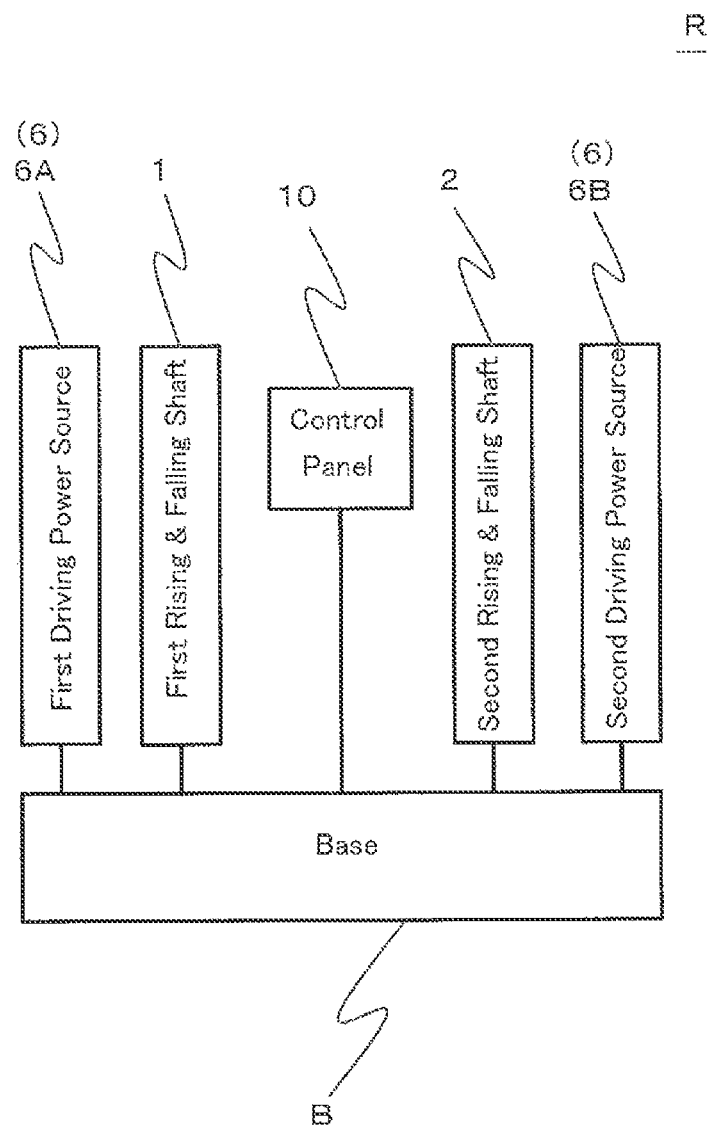 R
(6)
6A
1
10
2
(6)
6B
First Driving Power Source
First Rising & Falling Shaft
Control
Panel
Second Rising & Falling Shaft
Second Driving Power Source
Base
B